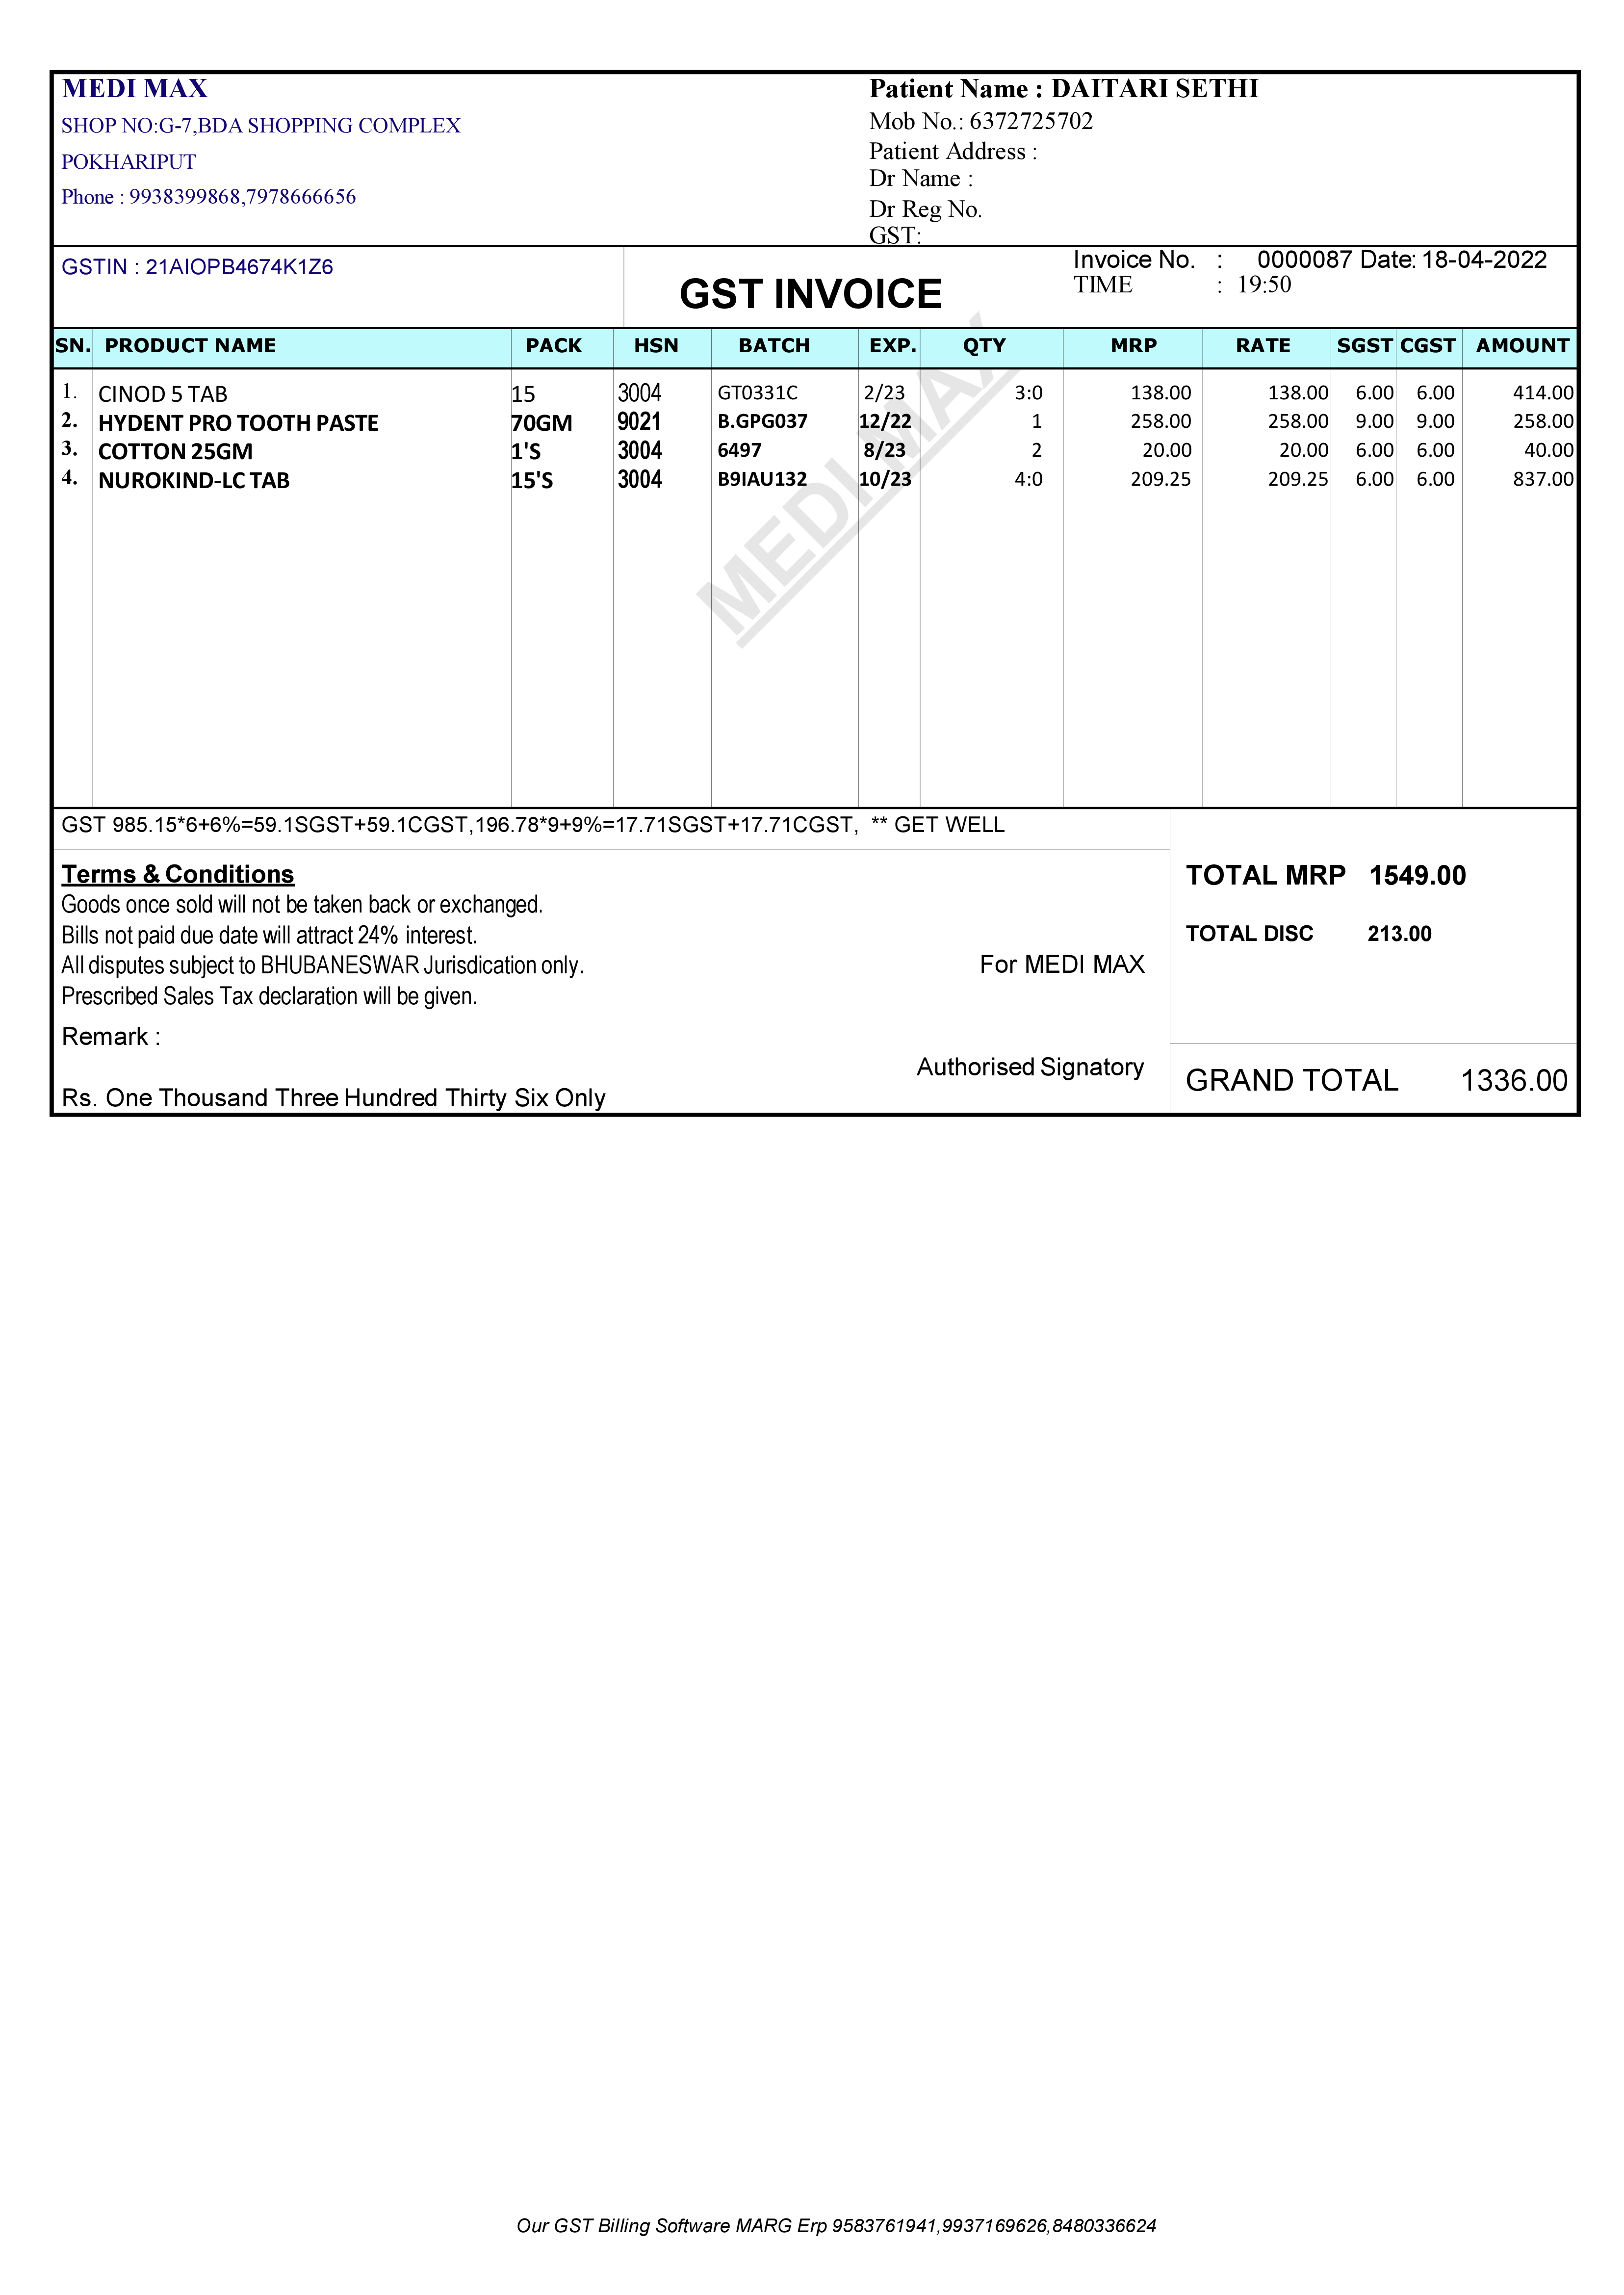 MEDI MAX
SHOP NO:G-7,BDA SHOPPING COMPLEX
POKHARIPUT
Phone : 9938399868,7978666656
Patient Name : DAITARI SETHI
Mob No.: 6372725702
Patient Address :
Dr Name :
Dr Reg No.
GST:
GSTIN : 21AIOPB4674K1Z6
GST INVOICE
Invoice No. : 0000087 Date: 18-04-2022
TIME : 19:50
SN. PRODUCT NAME PACK HSN BATCH EXP. QTY MRP RATE SGST CGST AMOUNT
1. CINOD 5 TAB 15 3004 GT0331C 2/23 3:0 138.00 138.00 6.00 6.00 414.00
2. HYDENT PRO TOOTH PASTE 70GM 9021 B.GPG037 12/22 1 258.00 258.00 9.00 9.00 258.00
3. COTTON 25GM 1'S 3004 6497 8/23 2 20.00 20.00 6.00 6.00 40.00
4. NUROKIND-LC TAB 15'S 3004 B9IAU132 10/23 4:0 209.25 209.25 6.00 6.00 837.00
MEDI MAX
GST 985.15*6+6%=59.1SGST+59.1CGST,196.78*9+9%=17.71SGST+17.71CGST, ** GET WELL
Terms & Conditions
Goods once sold will not be taken back or exchanged.
Bills not paid due date will attract 24% interest.
All disputes subject to BHUBANESWAR Jurisdication only.
Prescribed Sales Tax declaration will be given.
Remark :
Rs. One Thousand Three Hundred Thirty Six Only
For MEDI MAX
Authorised Signatory
TOTAL MRP 1549.00
TOTAL DISC 213.00
GRAND TOTAL 1336.00
Our GST Billing Software MARG Erp 9583761941,9937169626,8480336624